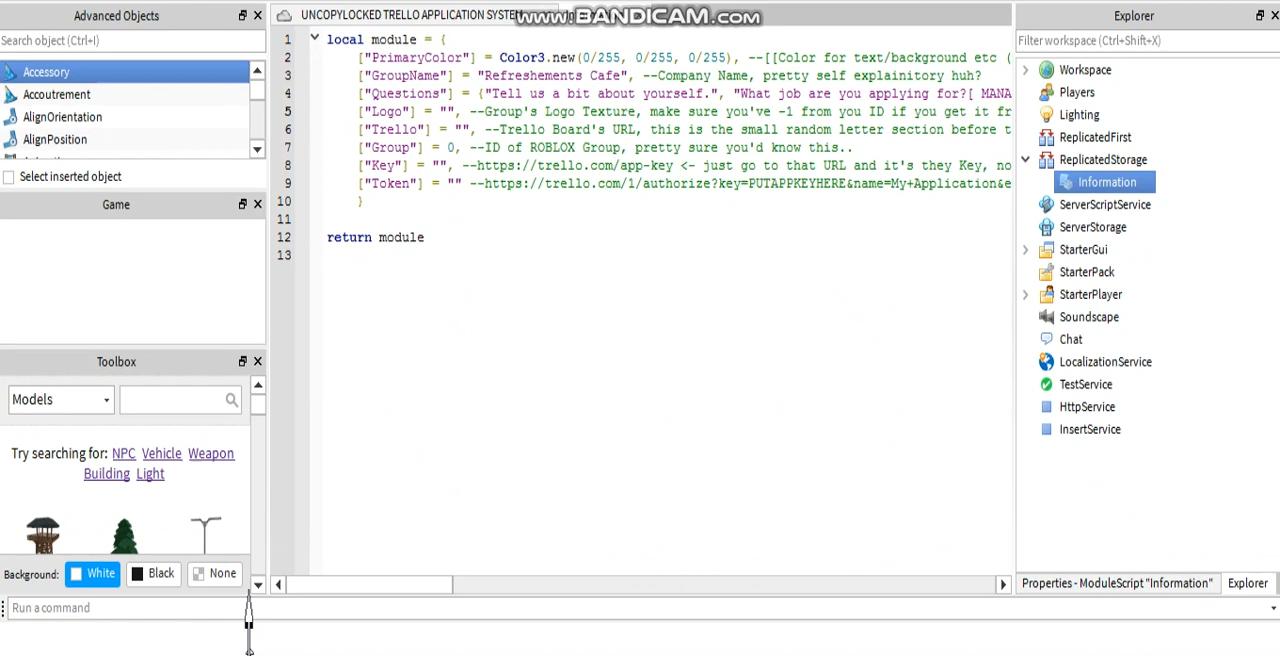 Advanced Objects
Search object (Ctrl+I)
Accessory
Accoutrement
AlignOrientation
AlignPosition
Select inserted object
Game
Toolbox
Models
Try searching for: NPC Vehicle Weapon
Building Light
Background: White Black None
Run a command
UNCOPYLOCKED TRELLO APPLICATION SYSTEM
www.BANDICAM.com
1 local module = {
2 ["PrimaryColor"] = Color3.new(0/255, 0/255, 0/255), --[[Color for text/background etc (
3 ["GroupName"] = "Refreshements Cafe", --Company Name, pretty self explainitory huh?
4 ["Questions"] = {"Tell us a bit about yourself.", "What job are you applying for?[ MANA
5 ["Logo"] = "", --Group's Logo Texture, make sure you've -1 from you ID if you get it fr
6 ["Trello"] = "", --Trello Board's URL, this is the small random letter section before t
7 ["Group"] = 0, --ID of ROBLOX Group, pretty sure you'd know this..
8 ["Key"] = "", --https://trello.com/app-key <- just go to that URL and it's they Key, no
9 ["Token"] = "" --https://trello.com/1/authorize?key=PUTAPPKEYHERE&name=My+Application&e
10 }
11
12 return module
13
Explorer
Filter workspace (Ctrl+Shift+X)
Workspace
Players
Lighting
ReplicatedFirst
ReplicatedStorage
Information
ServerScriptService
ServerStorage
StarterGui
StarterPack
StarterPlayer
Soundscape
Chat
LocalizationService
TestService
HttpService
InsertService
Properties - ModuleScript "Information" Explorer